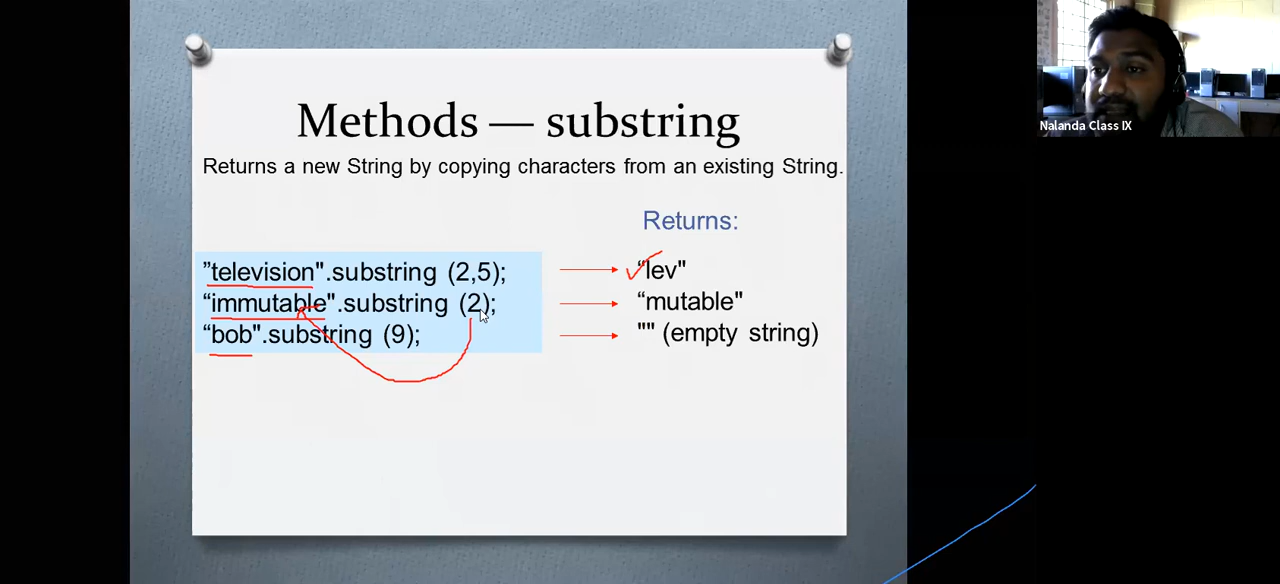 Methods — substring
Returns a new String by copying characters from an existing String.
Returns:
”television".substring (2,5);
“lev"
“immutable".substring (2);
“mutable"
“bob".substring (9);
"" (empty string)
Nalanda Class IX